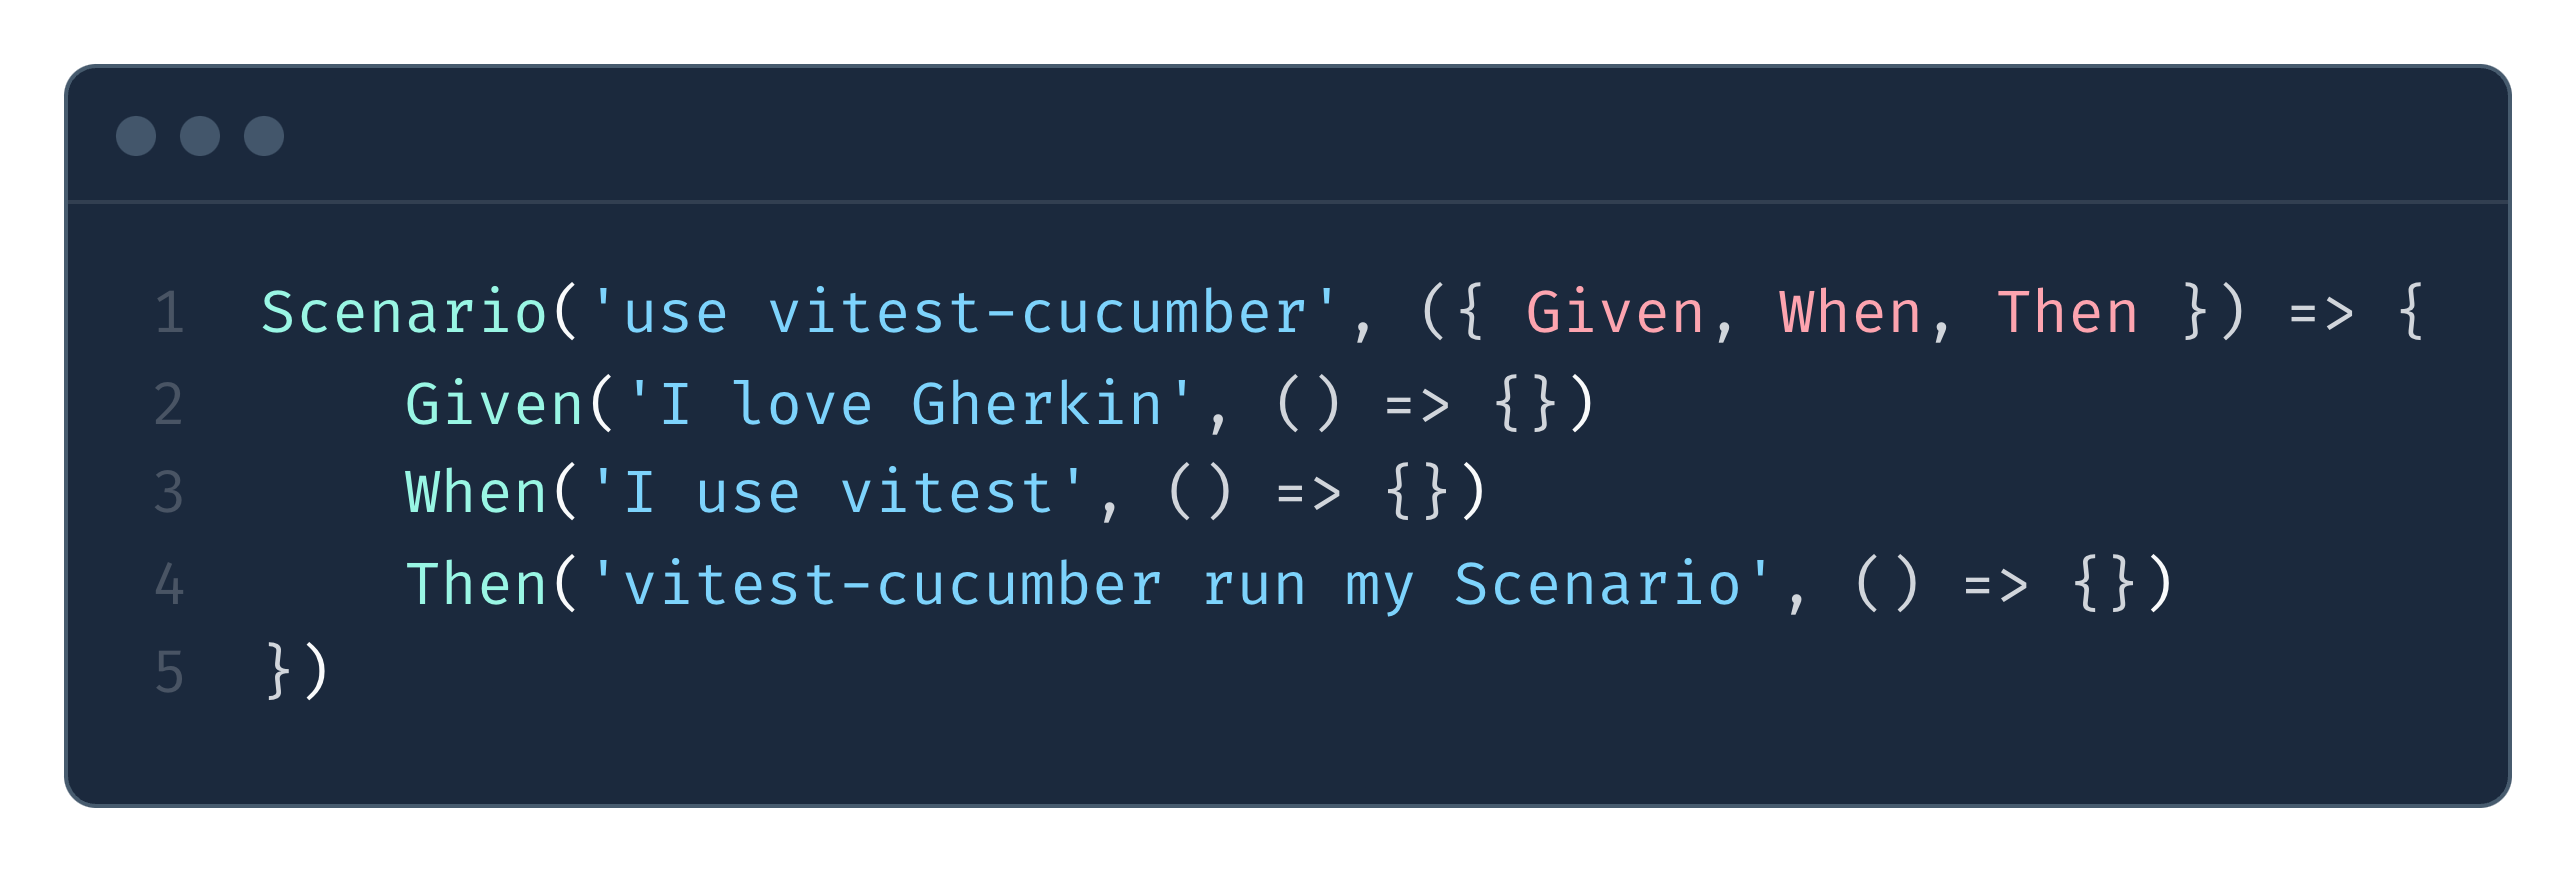 1 Scenario('use vitest-cucumber', ({ Given, When, Then }) => {
2     Given('I love Gherkin', () => {})
3     When('I use vitest', () => {})
4     Then('vitest-cucumber run my Scenario', () => {})
5 })